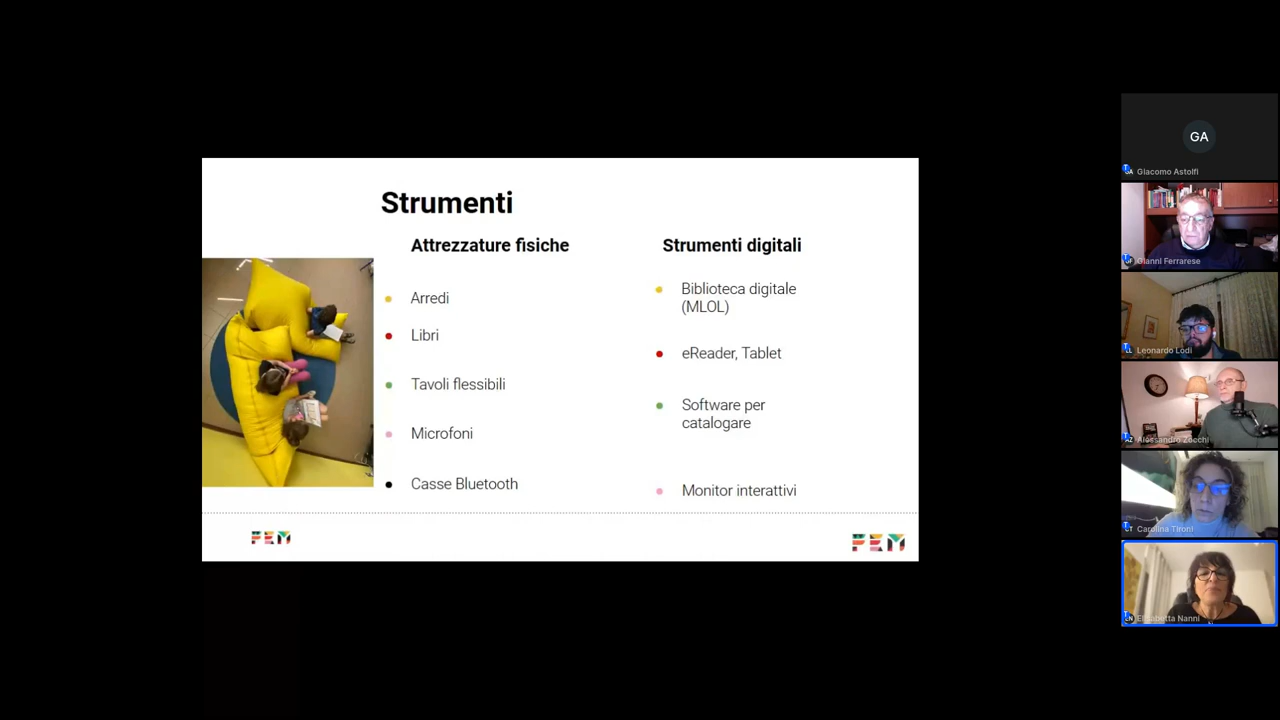 Strumenti
Attrezzature fisiche
Arredi
Libri
Tavoli flessibili
Microfoni
Casse Bluetooth
Strumenti digitali
Biblioteca digitale
(MLOL)
eReader, Tablet
Software per
catalogare
Monitor interattivi
FEM
FEM
GA
Giacomo Astolfi
Gianni Ferrarese
Leonardo Lodi
Alessandro Zocchi
Carolina Tironi
Elisabetta Nanni